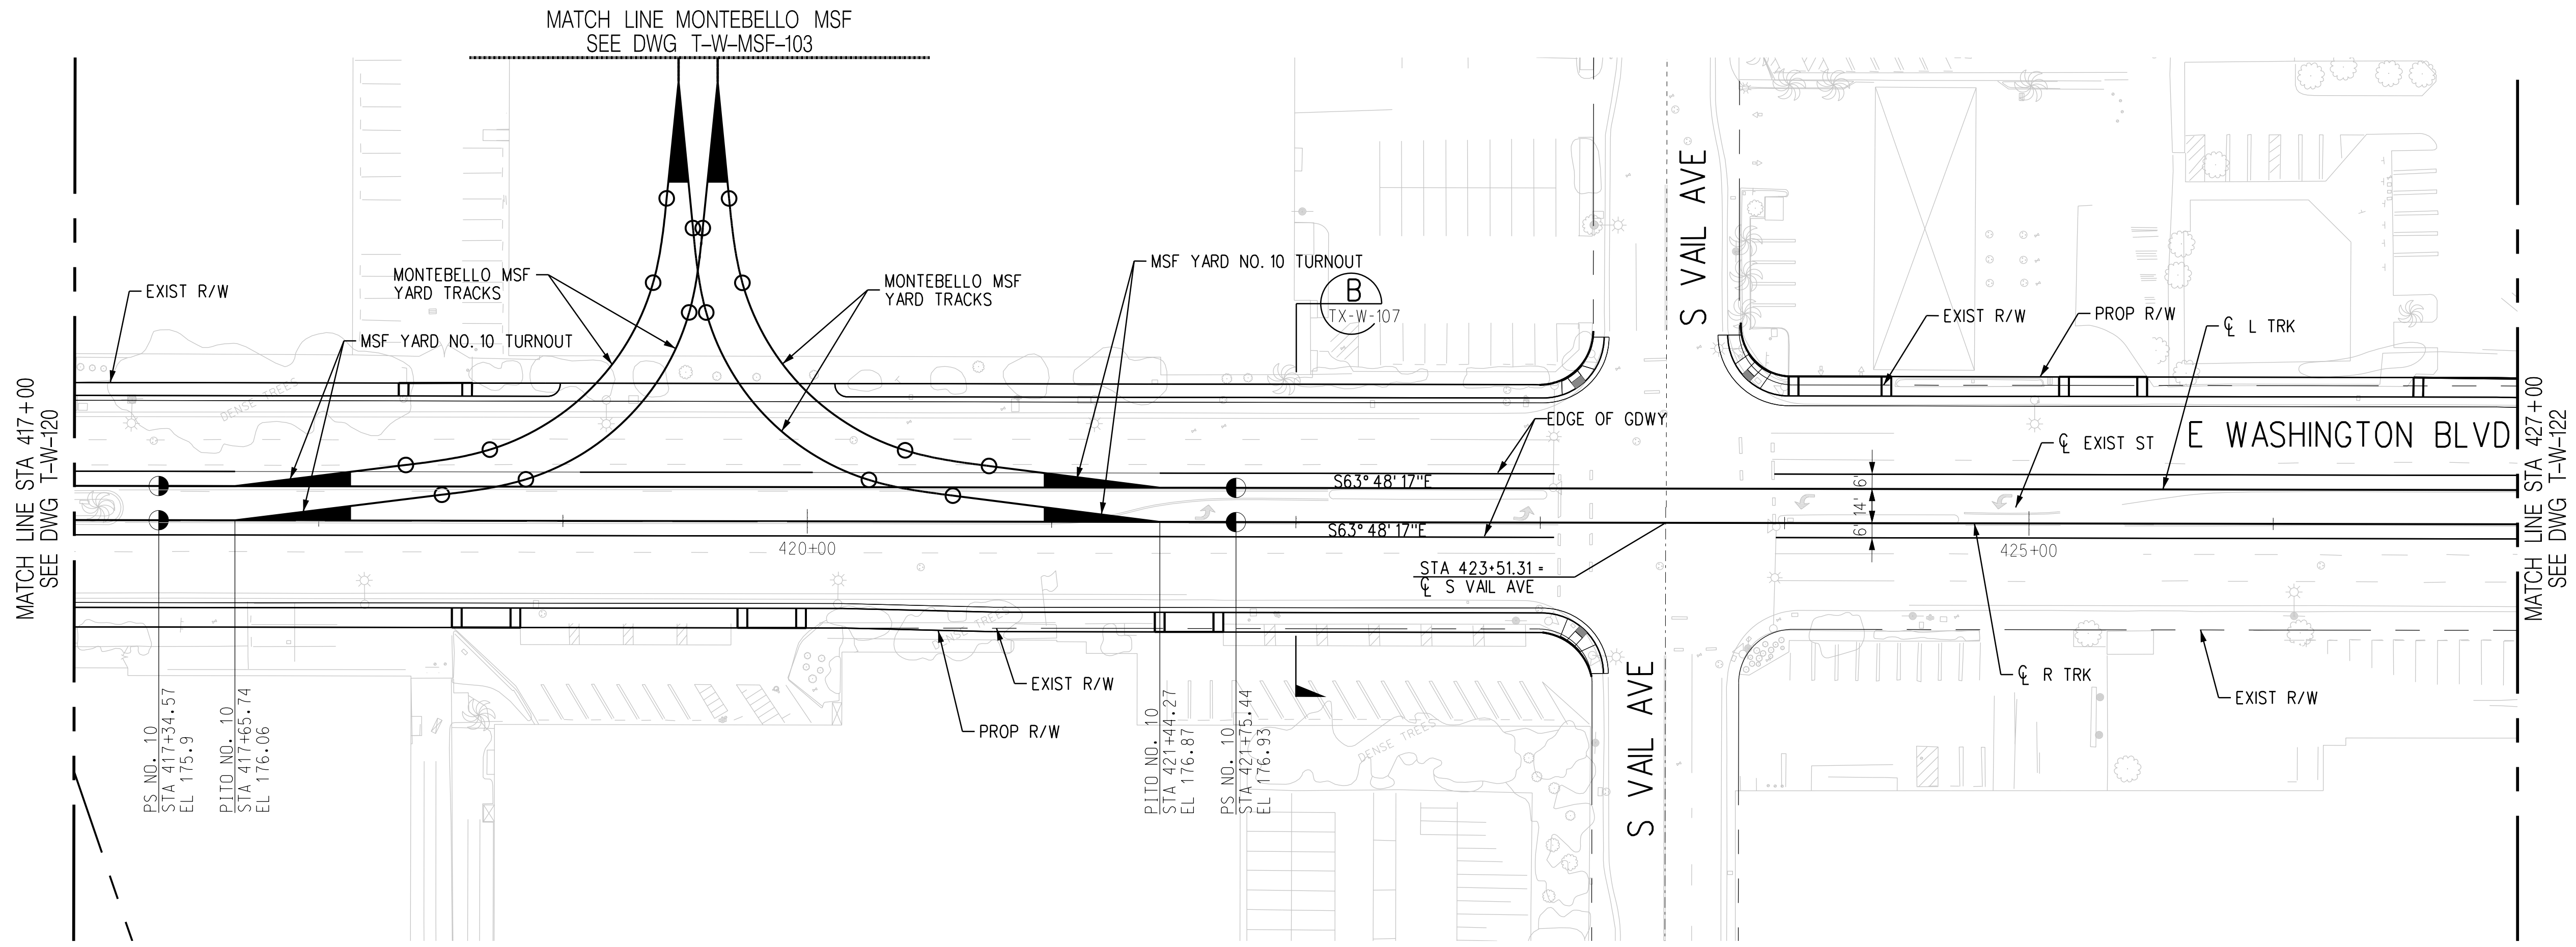 MATCH LINE MONTEBELLO MSF
SEE DWG T-W-MSF-103
MATCH LINE STA 417+00
SEE DWG T-W-120
EXIST R/W
MONTEBELLO MSF
YARD TRACKS
MSF YARD NO. 10 TURNOUT
DENSE TREES
MONTEBELLO MSF
YARD TRACKS
MSF YARD NO. 10 TURNOUT
B
TX-W-107
S VAIL AVE
EXIST R/W
PROP R/W
℄ L TRK
EDGE OF GDWY
℄ EXIST ST
E WASHINGTON BLVD
S63°48'17"E
S63°48'17"E
6'
14'
6'
420+00
425+00
STA 423+51.31 =
℄ S VAIL AVE
MATCH LINE STA 427+00
SEE DWG T-W-122
DENSE TREES
EXIST R/W
PROP R/W
℄ R TRK
EXIST R/W
S VAIL AVE
DENSE TREES
PS NO. 10
STA 417+34.57
EL 175.9
PITO NO. 10
STA 417+65.74
EL 176.06
PITO NO. 10
STA 421+44.27
EL 176.87
PS NO. 10
STA 421+75.44
EL 176.93